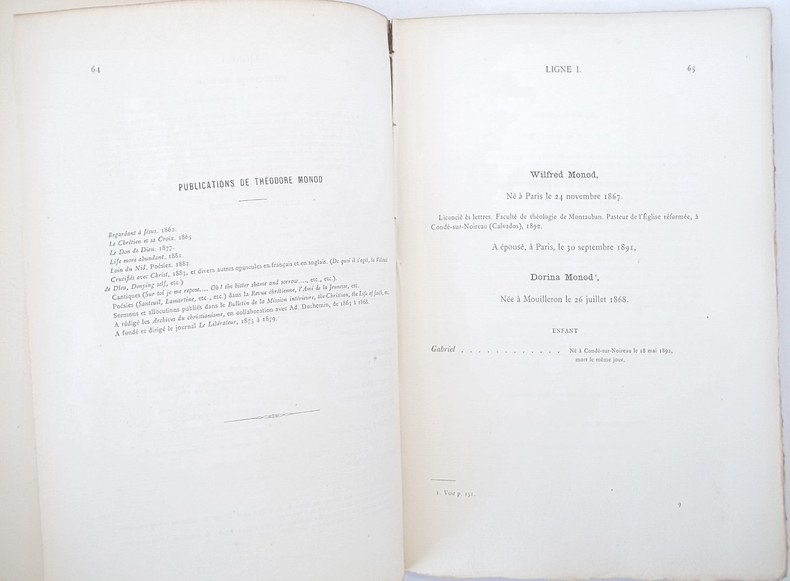 64
PUBLICATIONS DE THÉODORE MONOD
Regardant à Jésus. 1862.
Le Chrétien et sa Croix. 1865
Le Don de Dieu. 1877.
Life more abundant. 1881
Loin du Nid. Poésies. 1882.
Crucifiés avec Christ, 1883, et divers autres opuscules en français et en anglais. (De quoi il s'agit, le
de Dieu, Denying self, etc.)
Cantiques (Sur toi je me repose.... Oh! the bitter shame and sorrow...., etc., etc.).
Poésies (Santeuil, Lamartine, etc., etc.) dans la Revue chrétienne, l'Ami de la Jeunesse, etc.
Sermons et allocutions publiés dans le Bulletin de la Mission intérieure, the Christian, the Life of faith, etc.
A rédigé les Archives du christianisme, en collaboration avec Ad. Duchemin, de 1865 à 1868.
A fondé et dirigé le journal Le Libérateur, 1875 à 1879
LIGNE I. 65
Wilfred Monod,
Né à Paris le 24 novembre 1867.
Licencié ès lettres. Faculté de théologie de Montauban. Pasteur de l'Église réformée, à
Condé-sur-Noireau (Calvados), 1892.
A épousé, à Paris, le 30 septembre 1891,
Dorina Monod¹,
Née à Mouilleron le 26 juillet 1868.
ENFANT
Gabriel . . . . . . . . . . . . Né à Condé-sur-Noireau le 18 mai 1892,
mort le même jour.
1. Voir p. 151.
9